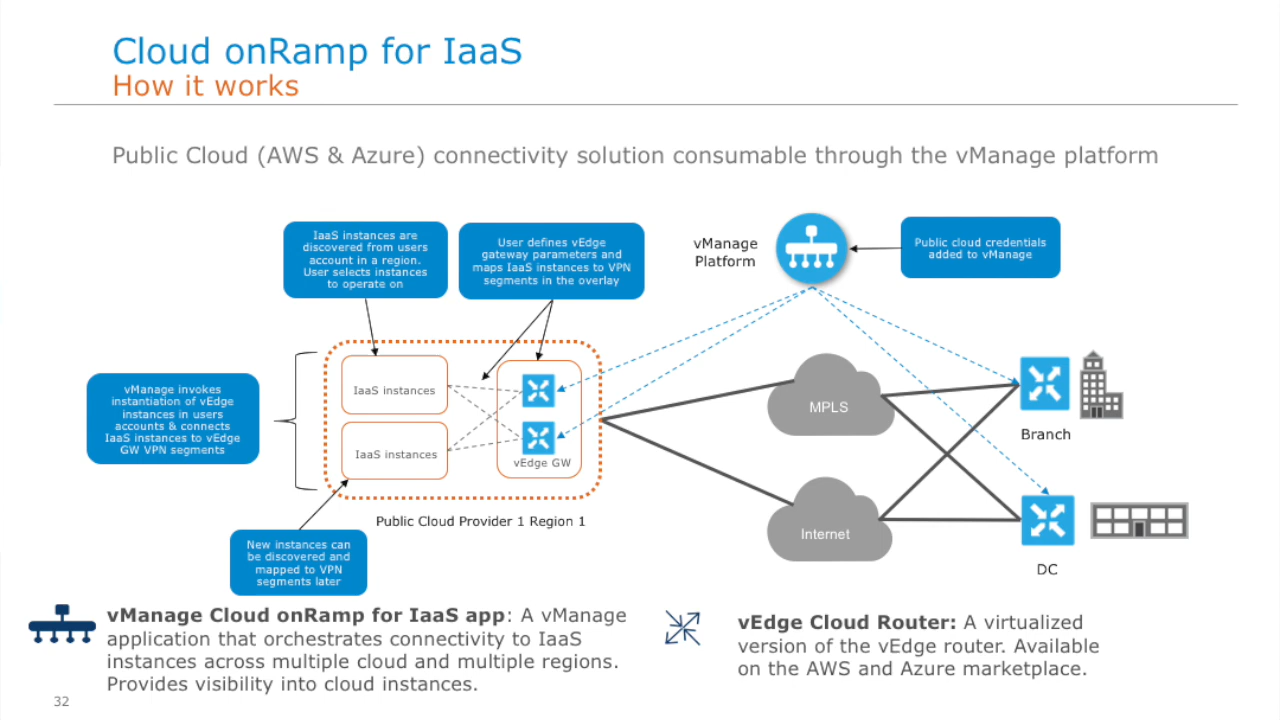 Cloud onRamp for IaaS
How it works
Public Cloud (AWS & Azure) connectivity solution consumable through the vManage platform
IaaS instances are
discovered from users
account in a region.
User selects instances
to operate on
User defines vEdge
gateway parameters and
maps IaaS instances to VPN
segments in the overlay
vManage
Platform
Public cloud credentials
added to vManage
vManage invokes
instantiation of vEdge
instances in users
accounts & connects
IaaS instances to vEdge
GW VPN segments
IaaS instances
IaaS instances
vEdge GW
MPLS
Branch
Public Cloud Provider 1 Region 1
Internet
DC
New instances can
be discovered and
mapped to VPN
segments later
vManage Cloud onRamp for IaaS app: A vManage
application that orchestrates connectivity to IaaS
instances across multiple cloud and multiple regions.
Provides visibility into cloud instances.
vEdge Cloud Router: A virtualized
version of the vEdge router. Available
on the AWS and Azure marketplace.
32